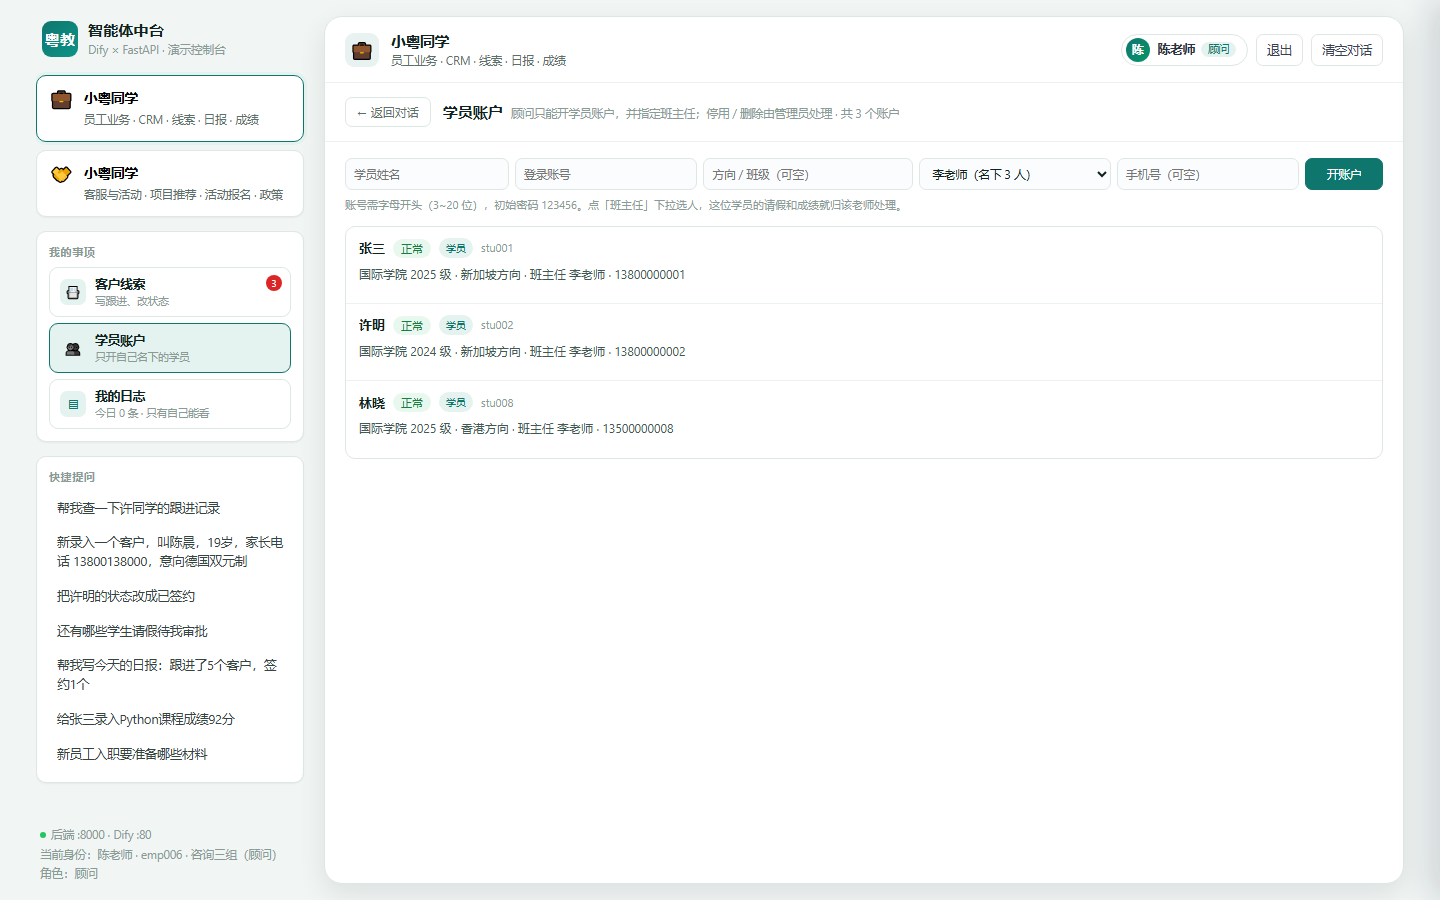 粤教
智能体中台
Dify × FastAPI · 演示控制台
小粤同学
员工业务 · CRM · 线索 · 日报 · 成绩
小粤同学
客服与活动 · 项目推荐 · 活动报名 · 政策
我的事项
客户线索
写跟进、改状态
3
学员账户
只开自己名下的学员
我的日志
今日 0 条 · 只有自己能看
快捷提问
帮我查一下许同学的跟进记录
新录入一个客户，叫陈晨，19岁，家长电
话 13800138000，意向德国双元制
把许明的状态改成已签约
还有哪些学生请假待我审批
帮我写今天的日报：跟进了5个客户，签
约1个
给张三录入Python课程成绩92分
新员工入职要准备哪些材料
后端 :8000 · Dify :80
当前身份：陈老师 · emp006 · 咨询三组（顾问）
角色：顾问
小粤同学
员工业务 · CRM · 线索 · 日报 · 成绩
陈 陈老师 顾问
退出
清空对话
← 返回对话
学员账户 顾问只能开学员账户，并指定班主任；停用 / 删除由管理员处理 · 共 3 个账户
学员姓名
登录账号
方向 / 班级（可空）
李老师（名下 3 人）
手机号（可空）
开账户
账号需字母开头（3~20 位），初始密码 123456。点「班主任」下拉选人，这位学员的请假和成绩就归该老师处理。
张三 正常 学员 stu001
国际学院 2025 级 · 新加坡方向 · 班主任 李老师 · 13800000001
许明 正常 学员 stu002
国际学院 2024 级 · 新加坡方向 · 班主任 李老师 · 13800000002
林晓 正常 学员 stu008
国际学院 2025 级 · 香港方向 · 班主任 李老师 · 13500000008